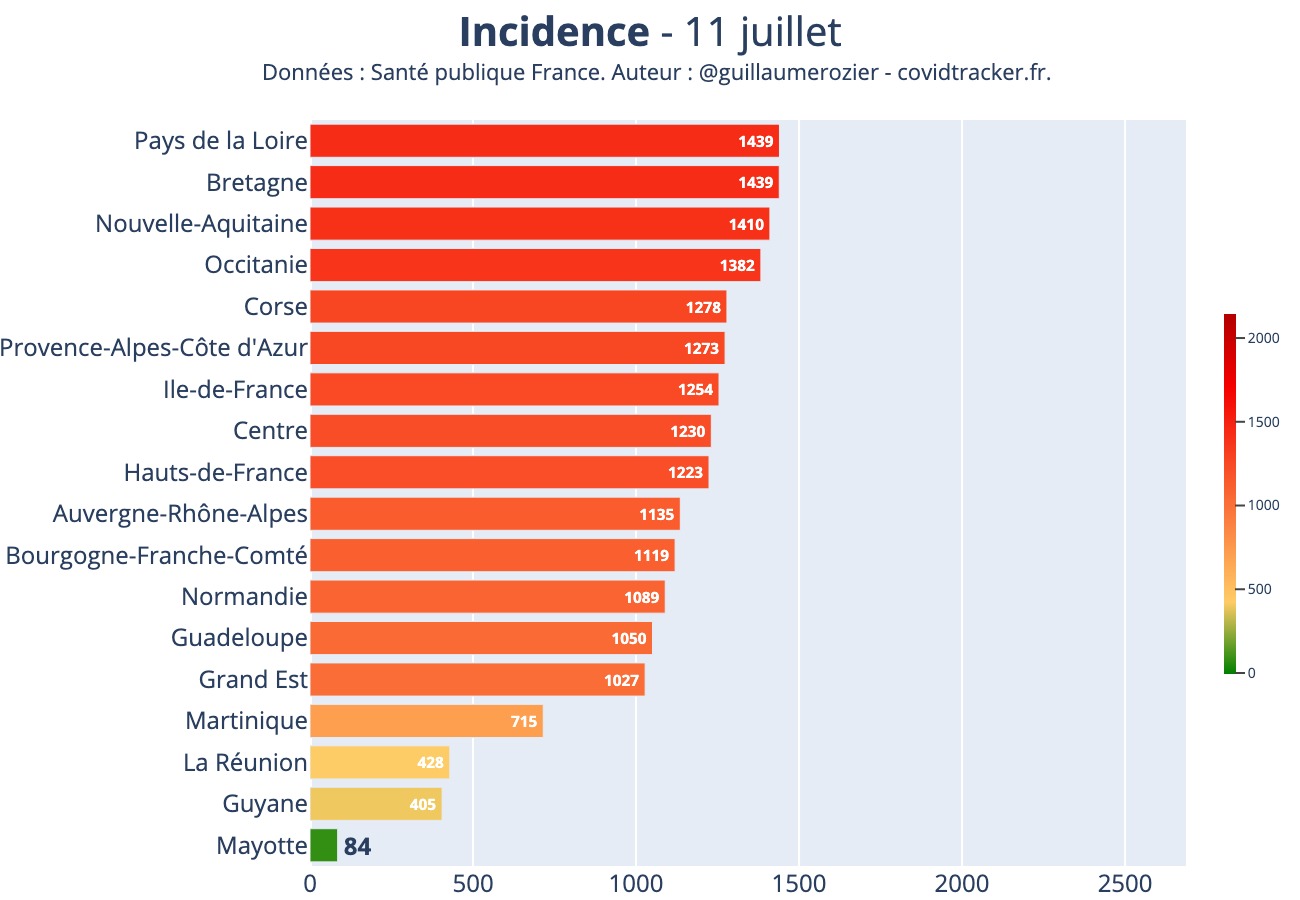 Incidence - 11 juillet
Données : Santé publique France. Auteur : @guillaumerozier - covidtracker.fr.
Pays de la Loire 1439
Bretagne 1439
Nouvelle-Aquitaine 1410
Occitanie 1382
Corse 1278
Provence-Alpes-Côte d'Azur 1273
Ile-de-France 1254
Centre 1230
Hauts-de-France 1223
Auvergne-Rhône-Alpes 1135
Bourgogne-Franche-Comté 1119
Normandie 1089
Guadeloupe 1050
Grand Est 1027
Martinique 715
La Réunion 428
Guyane 405
Mayotte 84
0 500 1000 1500 2000 2500
2000
1500
1000
500
0